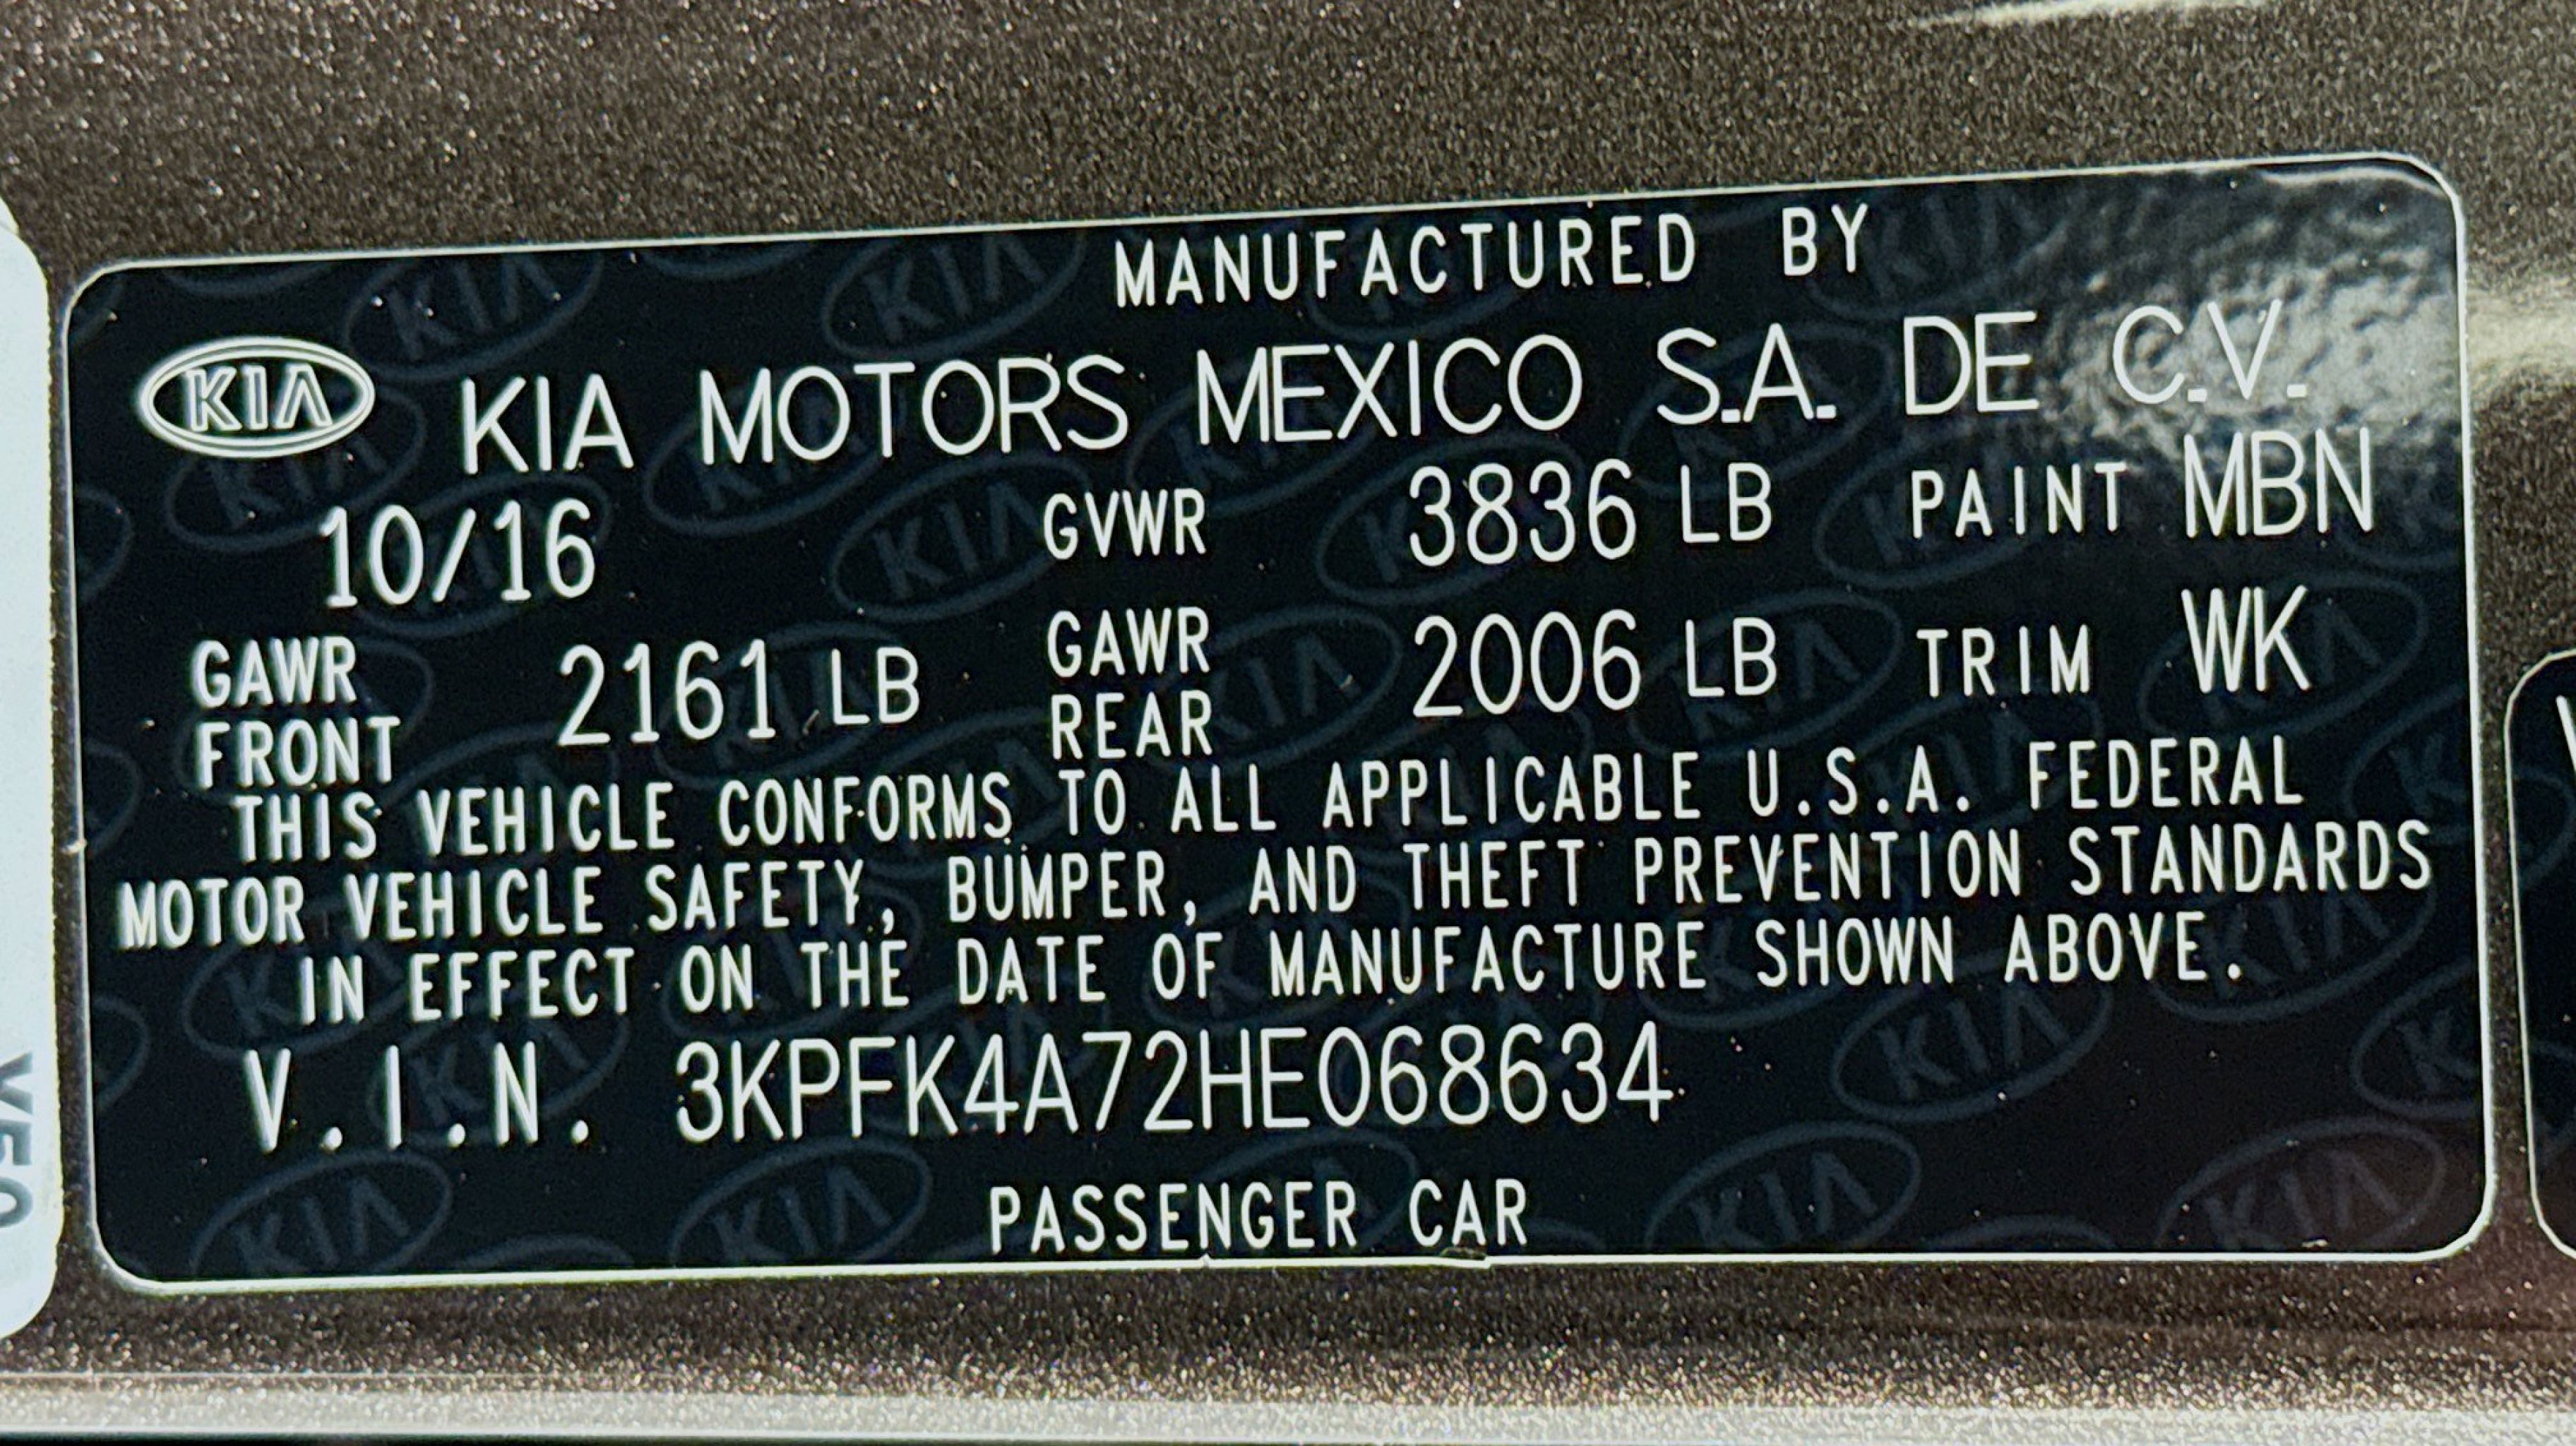 MANUFACTURED BY
KIA KIA MOTORS MEXICO S.A. DE C.V.
10/16 GVWR 3836 LB PAINT MBN
GAWR FRONT 2161 LB GAWR REAR 2006 LB TRIM WK
THIS VEHICLE CONFORMS TO ALL APPLICABLE U.S.A. FEDERAL
MOTOR VEHICLE SAFETY, BUMPER, AND THEFT PREVENTION STANDARDS
IN EFFECT ON THE DATE OF MANUFACTURE SHOWN ABOVE.
V.I.N. 3KPFK4A72HE068634
PASSENGER CAR